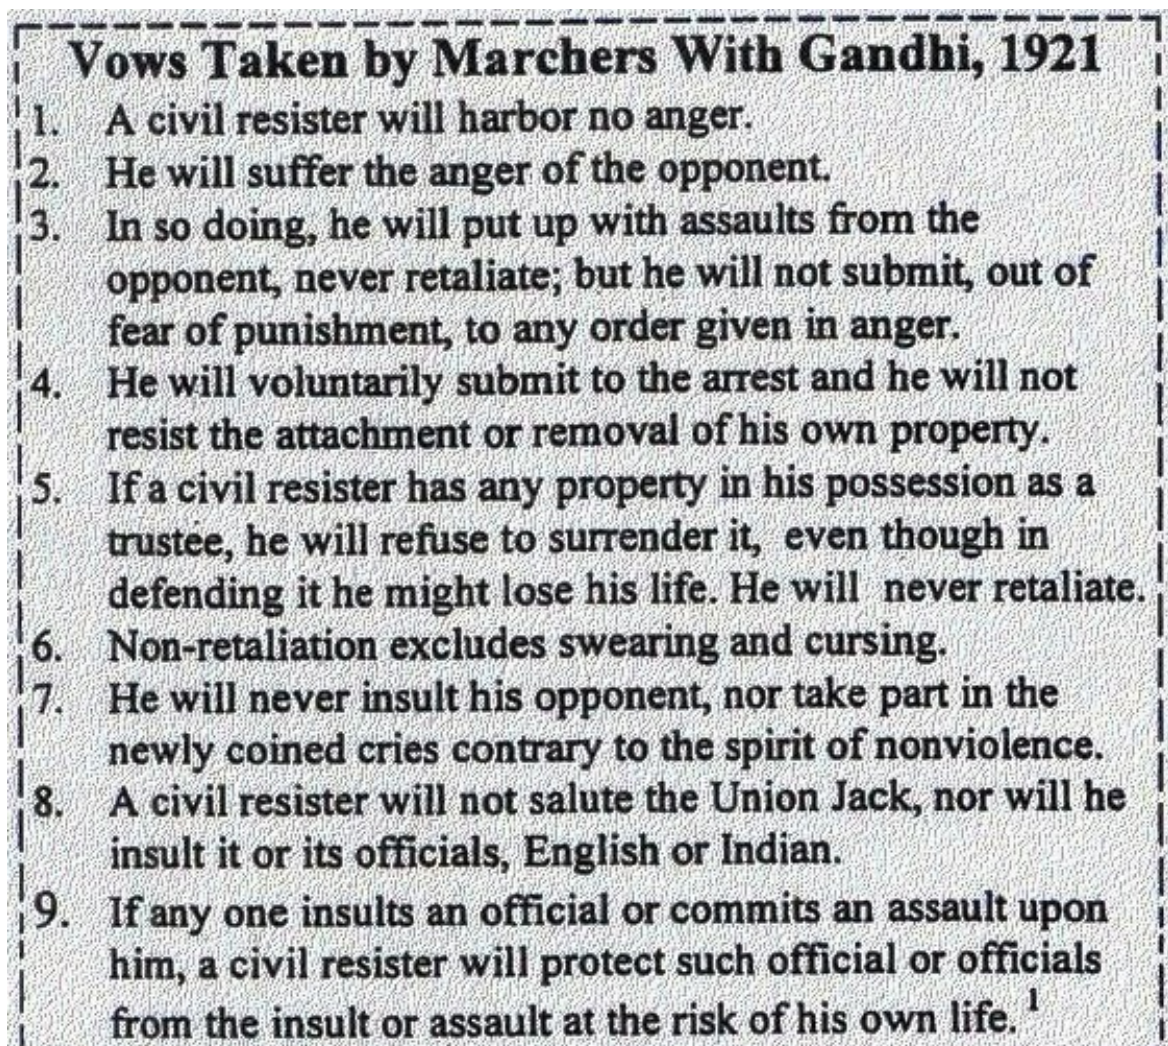 Vows Taken by Marchers With Gandhi, 1921
1. A civil resister will harbor no anger.
2. He will suffer the anger of the opponent.
3. In so doing, he will put up with assaults from the
opponent, never retaliate; but he will not submit, out of
fear of punishment, to any order given in anger.
4. He will voluntarily submit to the arrest and he will not
resist the attachment or removal of his own property.
5. If a civil resister has any property in his possession as a
trustee, he will refuse to surrender it, even though in
defending it he might lose his life. He will never retaliate.
6. Non-retaliation excludes swearing and cursing.
7. He will never insult his opponent, nor take part in the
newly coined cries contrary to the spirit of nonviolence.
8. A civil resister will not salute the Union Jack, nor will he
insult it or its officials, English or Indian.
9. If any one insults an official or commits an assault upon
him, a civil resister will protect such official or officials
from the insult or assault at the risk of his own life. 1